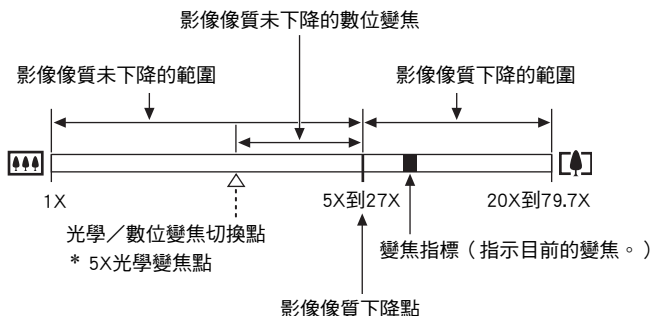 影像像質未下降的數位變焦
影像像質未下降的範圍
影像像質下降的範圍
1X
5X到27X
20X到79.7X
光學／數位變焦切換點
* 5X光學變焦點
變焦指標（指示目前的變焦。）
影像像質下降點